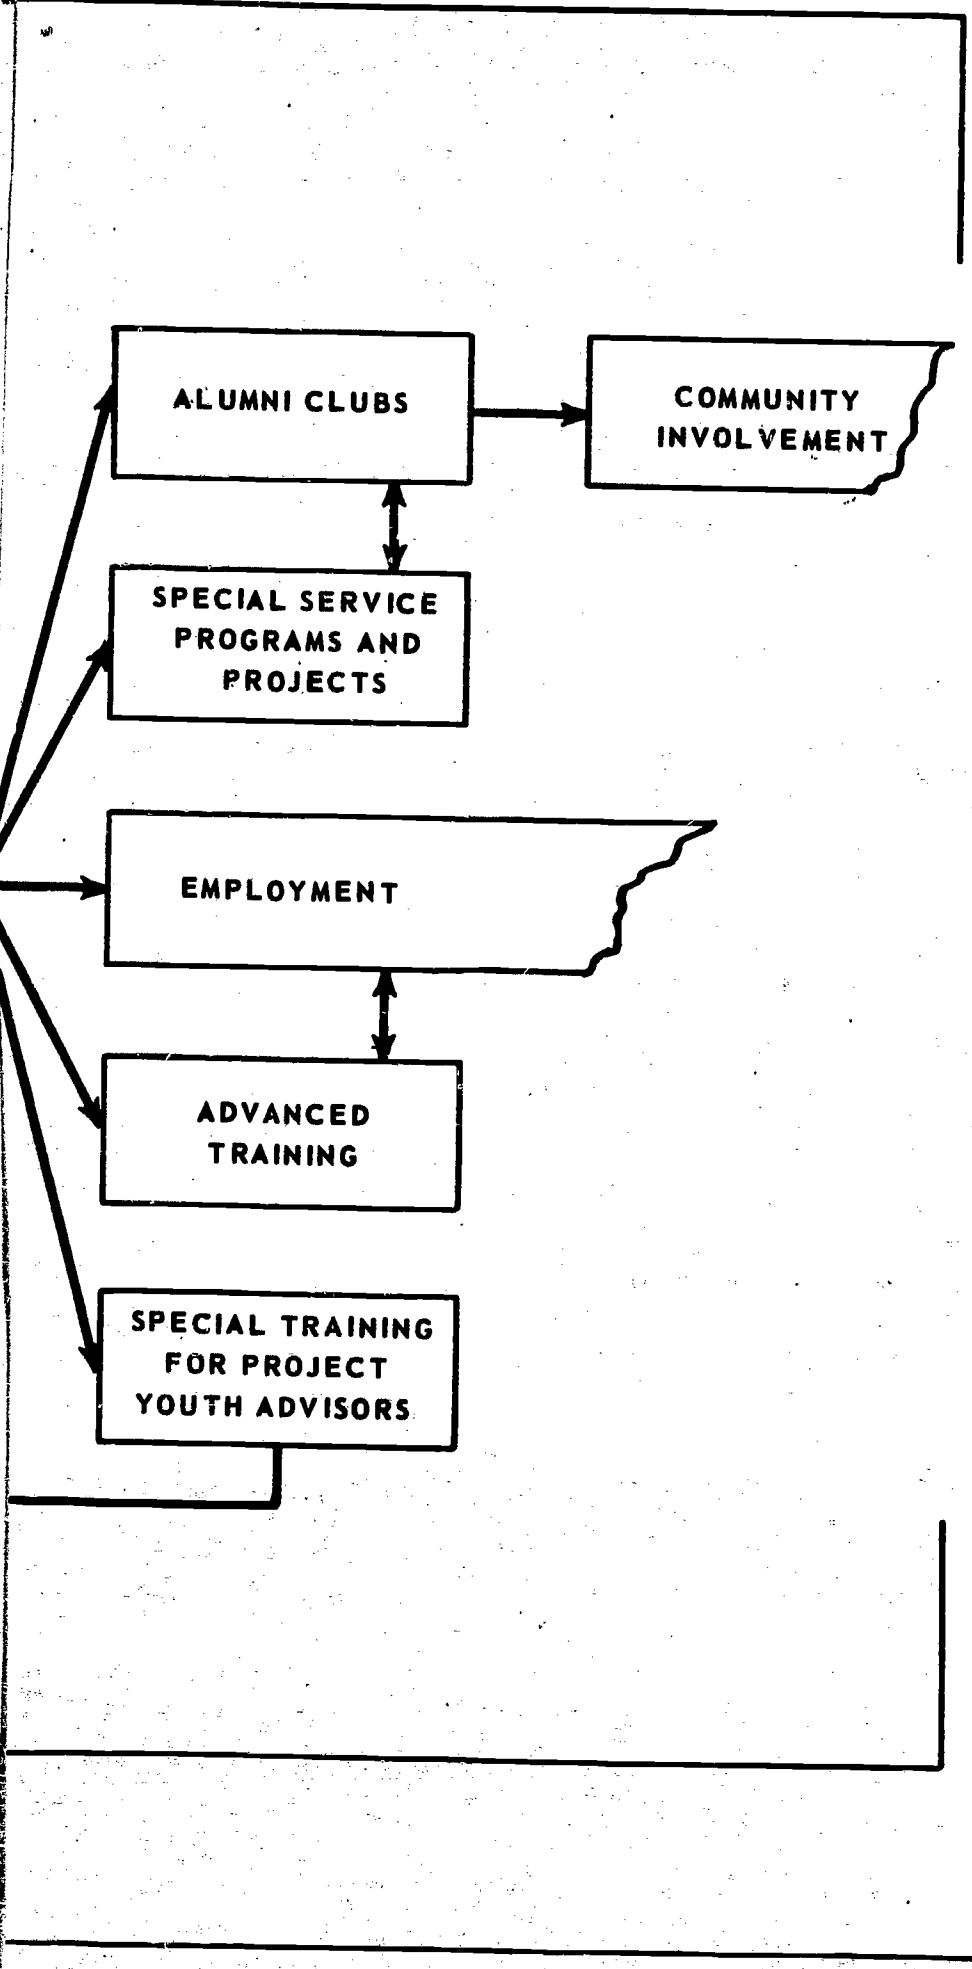 ALUMNI CLUBS
COMMUNITY
INVOLVEMENT
SPECIAL SERVICE
PROGRAMS AND
PROJECTS
EMPLOYMENT
ADVANCED
TRAINING
SPECIAL TRAINING
FOR PROJECT
YOUTH ADVISORS